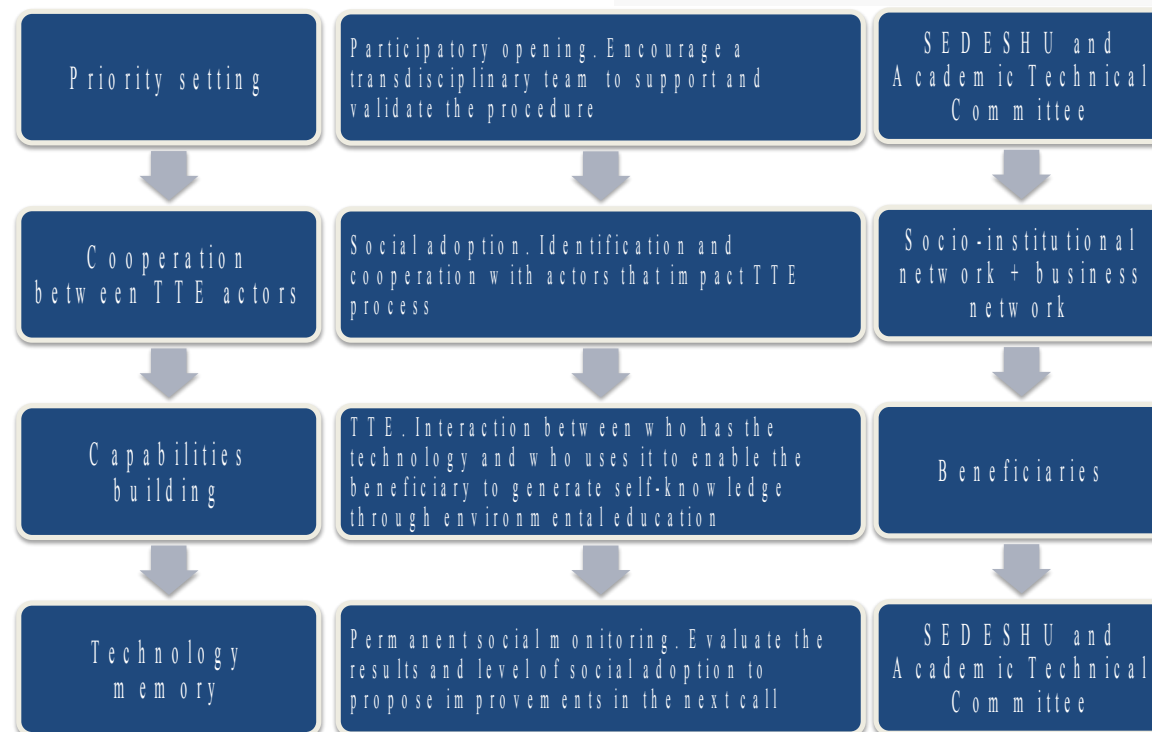 Priority setting
Participatory opening. Encourage a
transdisciplinary team to support and
validate the procedure
SEDESHU and
Academic Technical
Committee
Cooperation
between TTE actors
Social adoption. Identification and
cooperation with actors that impact TTE
process
Socio-institutional
network + business
network
Capabilities
building
TTE. Interaction between who has the
technology and who uses it to enable the
beneficiary to generate self-knowledge
through environmental education
Beneficiaries
Technology
memory
Permanent social monitoring. Evaluate the
results and level of social adoption to
propose improvements in the next call
SEDESHU and
Academic Technical
Committee